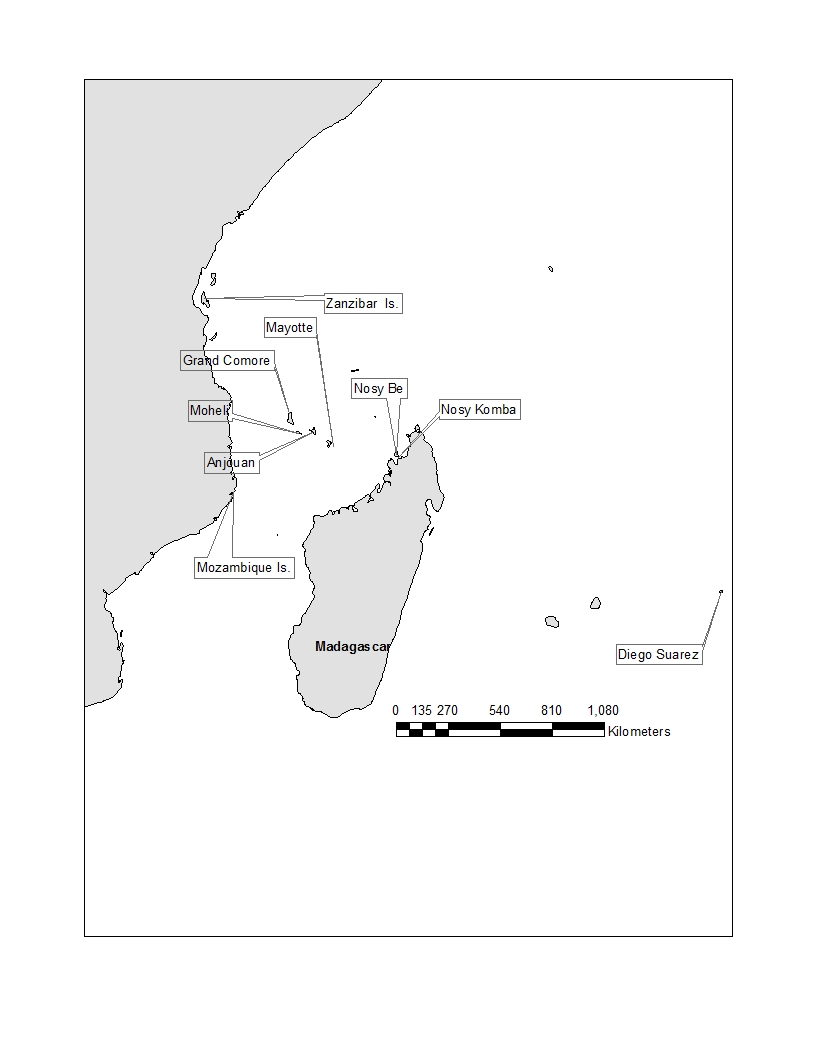 Zanzibar Is.
Mayotte
Grand Comore
Nosy Be
Moheli
Nosy Komba
Anjouan
Mozambique Is.
Madagascar
Diego Suarez
0 135 270 540 810 1,080
Kilometers